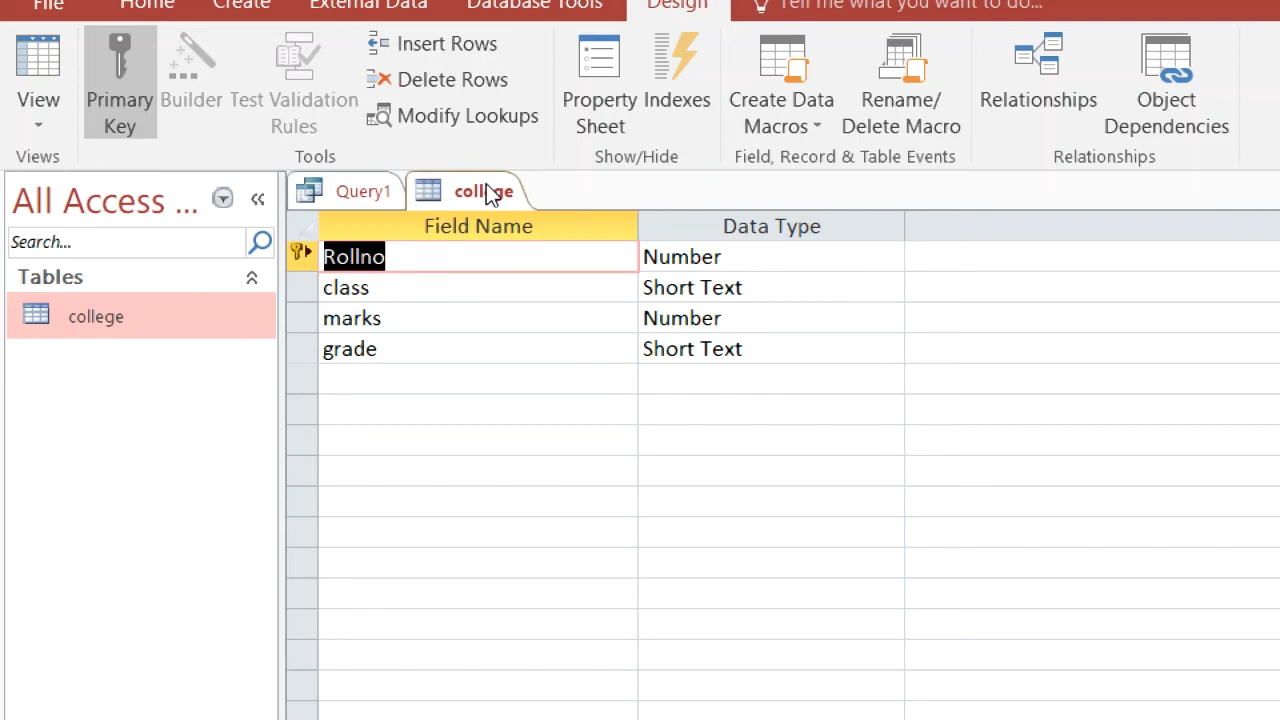 File Home Create External Data Database Tools Design Tell me what you want to do...
View
Primary Key
Builder
Test Validation Rules
Insert Rows
Delete Rows
Modify Lookups
Property Sheet
Indexes
Create Data Macros
Rename/ Delete Macro
Relationships
Object Dependencies
Views Tools Show/Hide Field, Record & Table Events Relationships
All Access ...
Search...
Tables
college
Query1 college
Field Name Data Type
Rollno Number
class Short Text
marks Number
grade Short Text